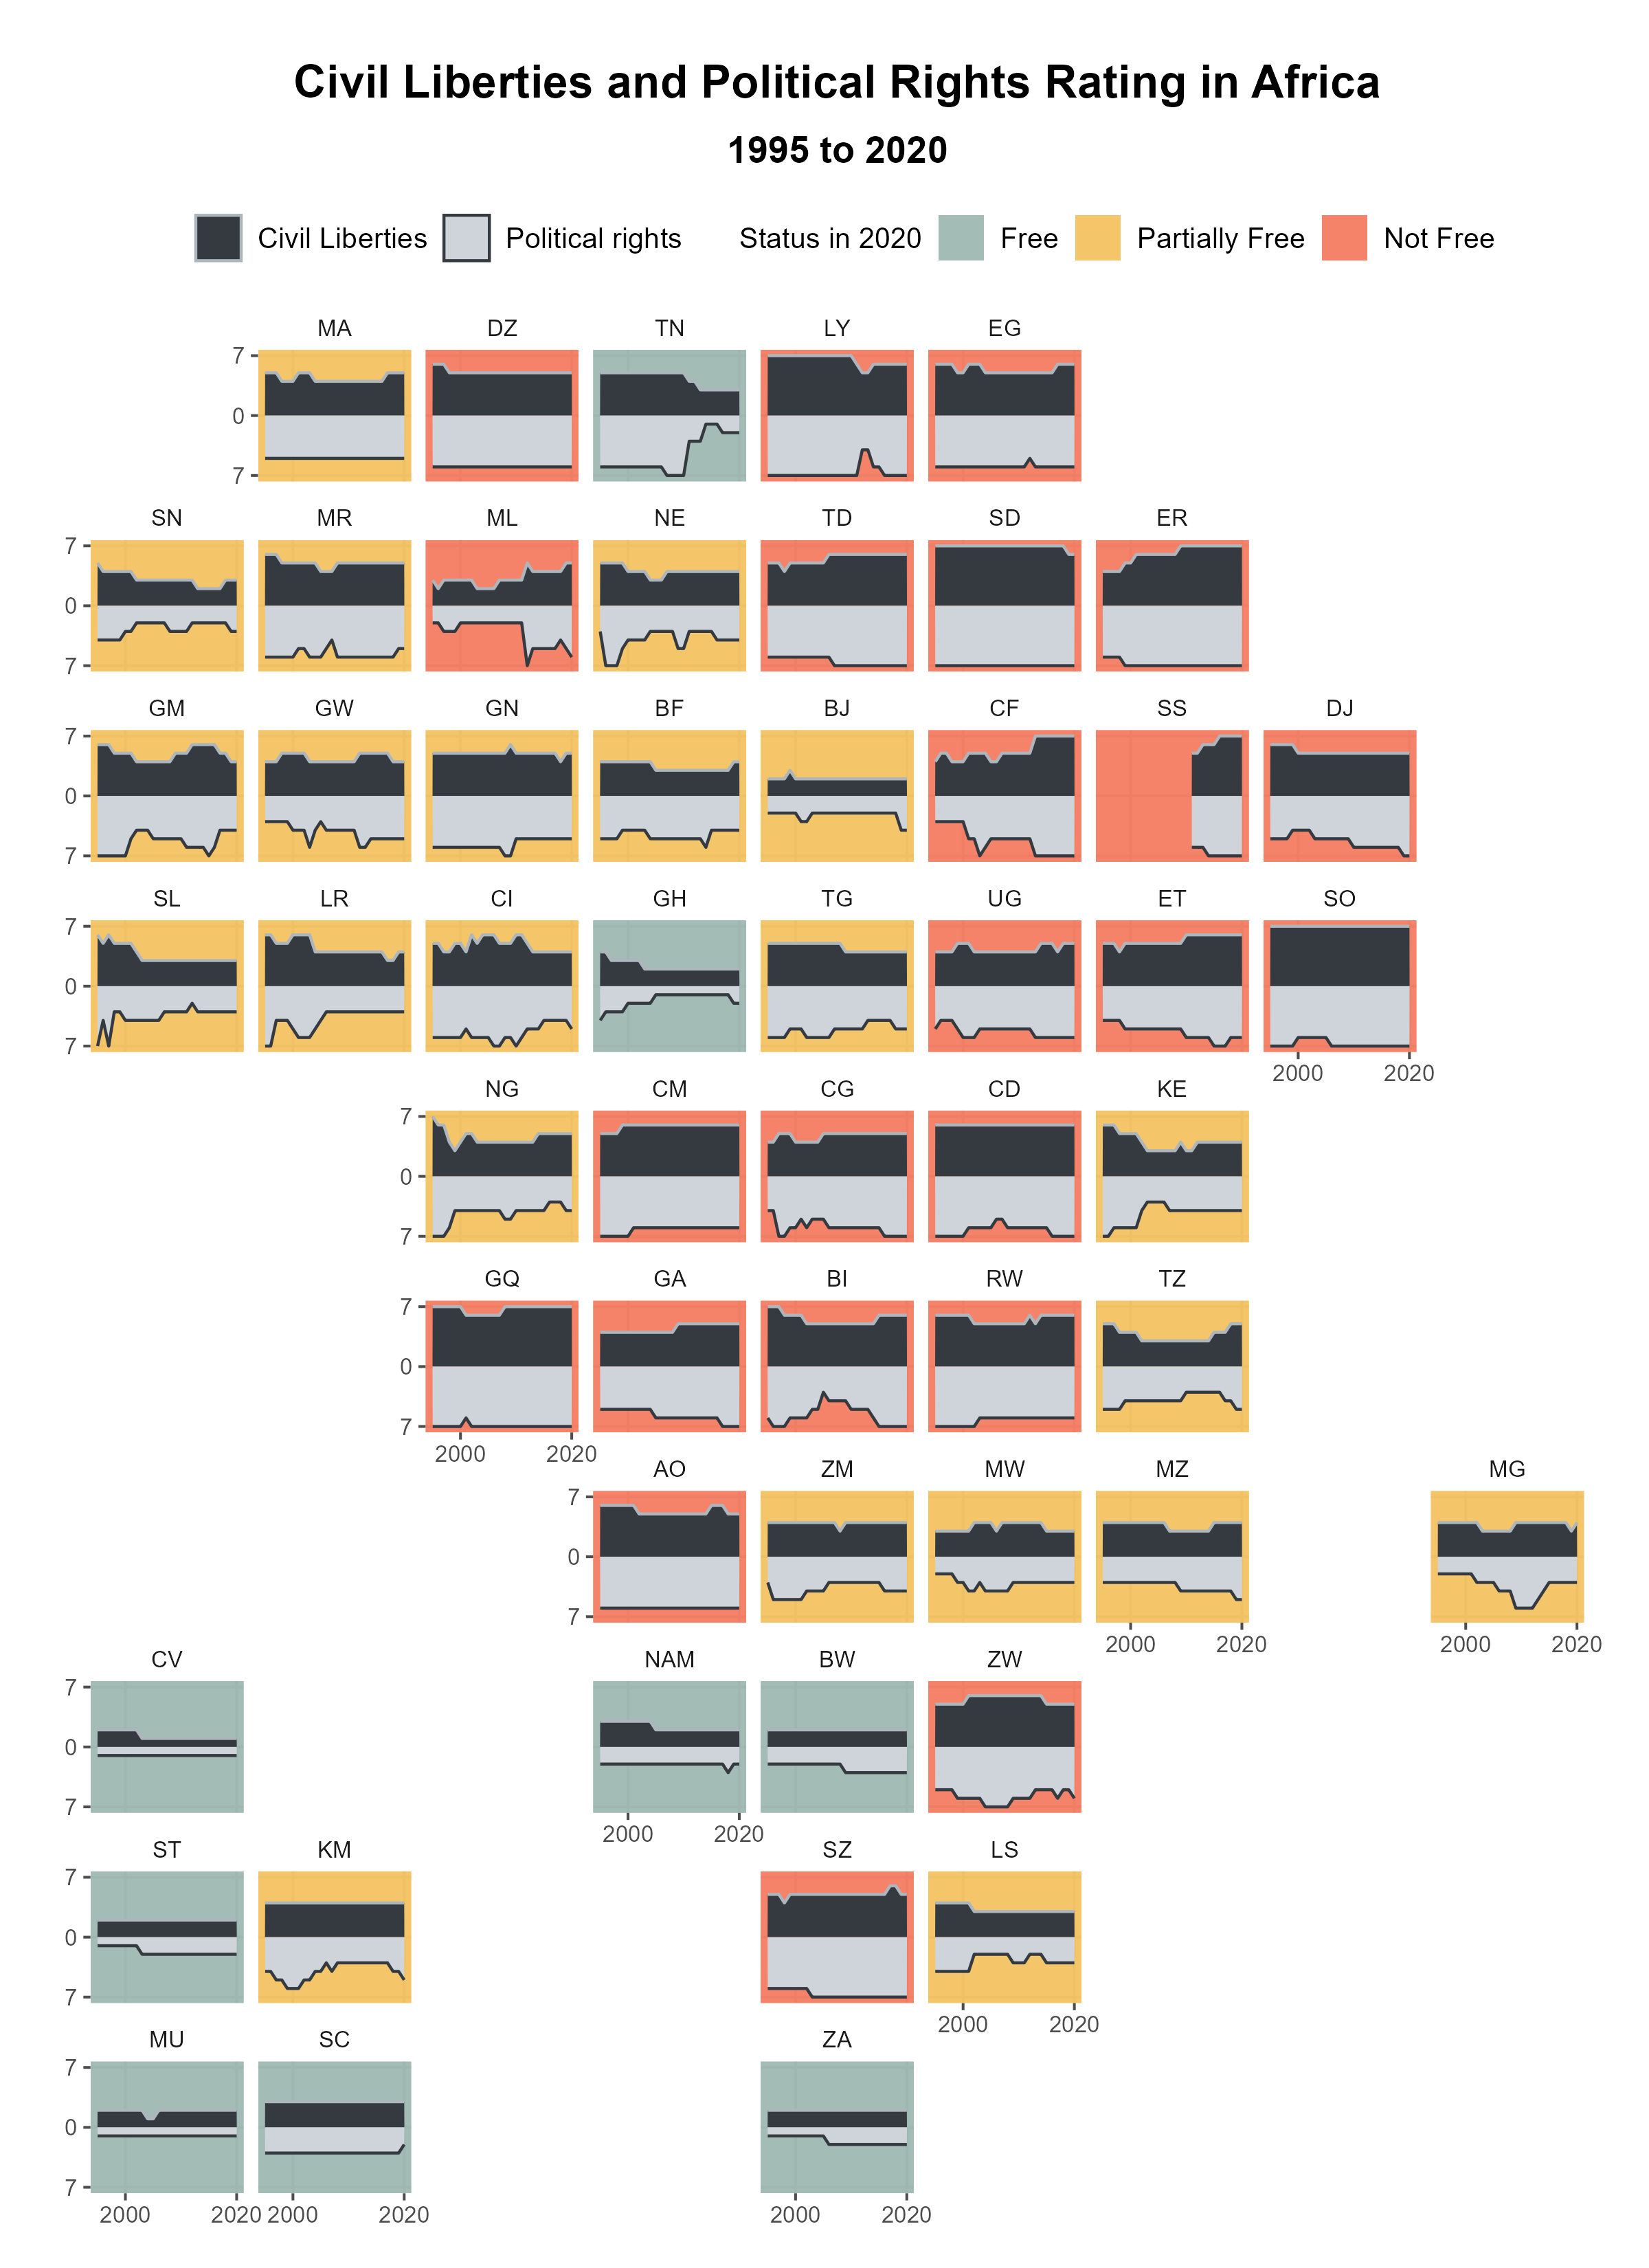 Civil Liberties and Political Rights Rating in Africa
1995 to 2020
Civil Liberties Political rights Status in 2020 Free Partially Free Not Free
MA DZ TN LY EG
7
0
7
SN MR ML NE TD SD ER
7
0
7
GM GW GN BF BJ CF SS DJ
7
0
7
SL LR CI GH TG UG ET SO
7
0
7
2000 2020
NG CM CG CD KE
7
0
7
GQ GA BI RW TZ
7
0
7
2000 2020
AO ZM MW MZ MG
7
0
7
2000 2020 2000 2020
CV NAM BW ZW
7
0
7
2000 2020
ST KM SZ LS
7
0
7
2000 2020
MU SC ZA
7
0
7
2000 2020 2000 2020 2000 2020